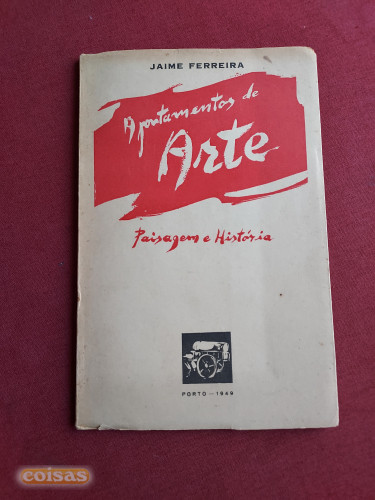 JAIME FERREIRA
Apontamentos de
Arte
Paisagem e História
PORTO — 1949
coisas